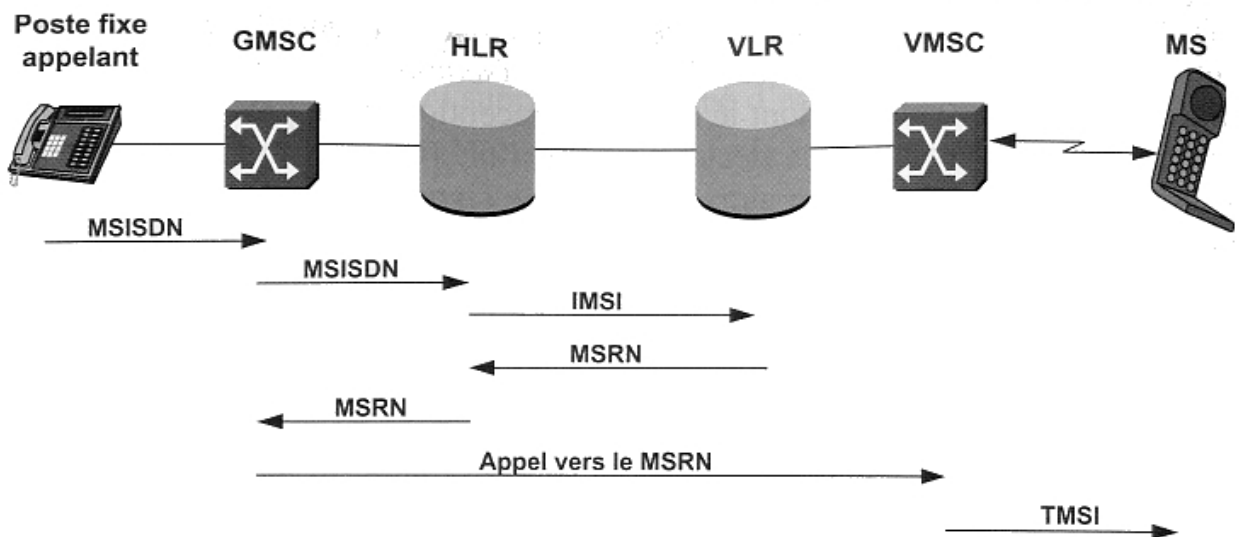 Poste fixe
appelant
GMSC
HLR
VLR
VMSC
MS
MSISDN
MSISDN
IMSI
MSRN
MSRN
Appel vers le MSRN
TMSI